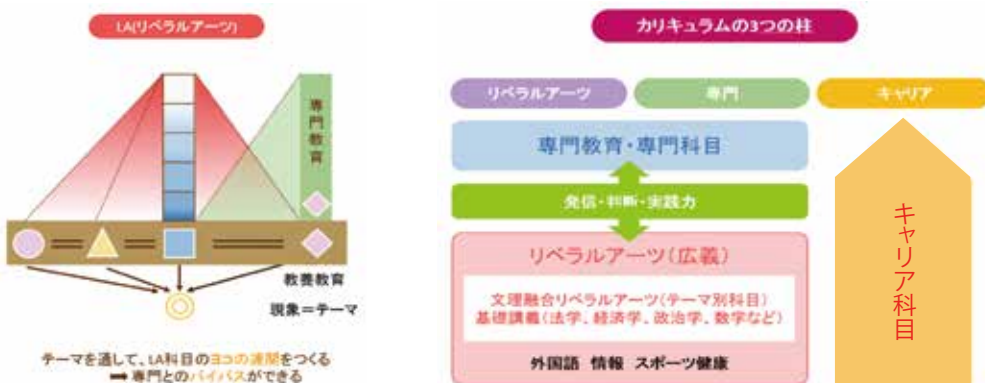 LA(リベラルアーツ)
専門教育
教養教育
現象=テーマ
テーマを通して、LA科目のヨコの連関をつくる
➡ 専門とのバイパスができる
カリキュラムの3つの柱
リベラルアーツ
専門
キャリア
専門教育・専門科目
発信・判断・実践力
リベラルアーツ(広義)
文理融合リベラルアーツ(テーマ別科目)
基礎講義(法学、経済学、政治学、数学など)
外国語 情報 スポーツ健康
キャリア科目